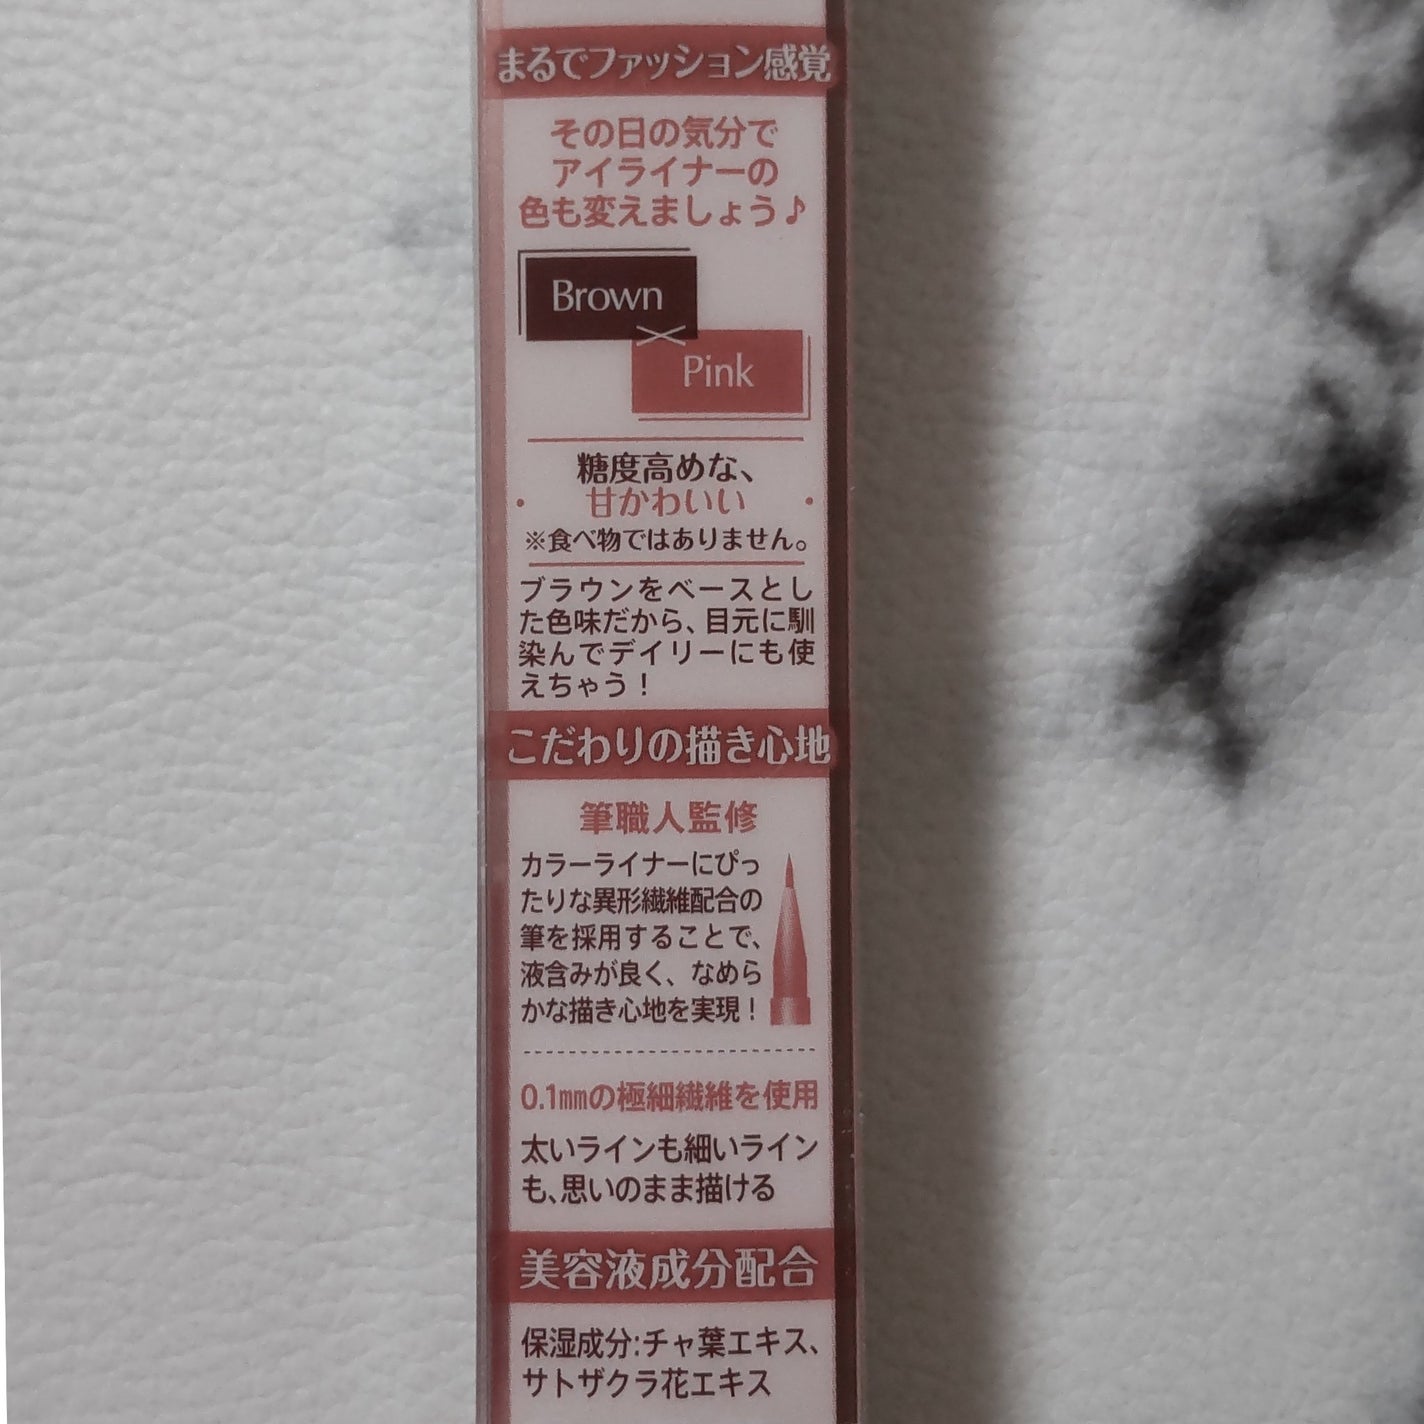 まるでファッション感覚
その日の気分で
アイライナーの
色も変えましょう♪
Brown
×
Pink
糖度高めな、
・甘かわいい・
※食べ物ではありません。
ブラウンをベースとし
た色味だから、目元に馴
染んでデイリーにも使
えちゃう！
こだわりの描き心地
筆職人監修
カラーライナーにぴっ
たりな異形繊維配合の
筆を採用することで、
液含みが良く、なめら
かな描き心地を実現！
0.1㎜の極細繊維を使用
太いラインも細いライン
も、思いのまま描ける
美容液成分配合
保湿成分:チャ葉エキス、
サトザクラ花エキス